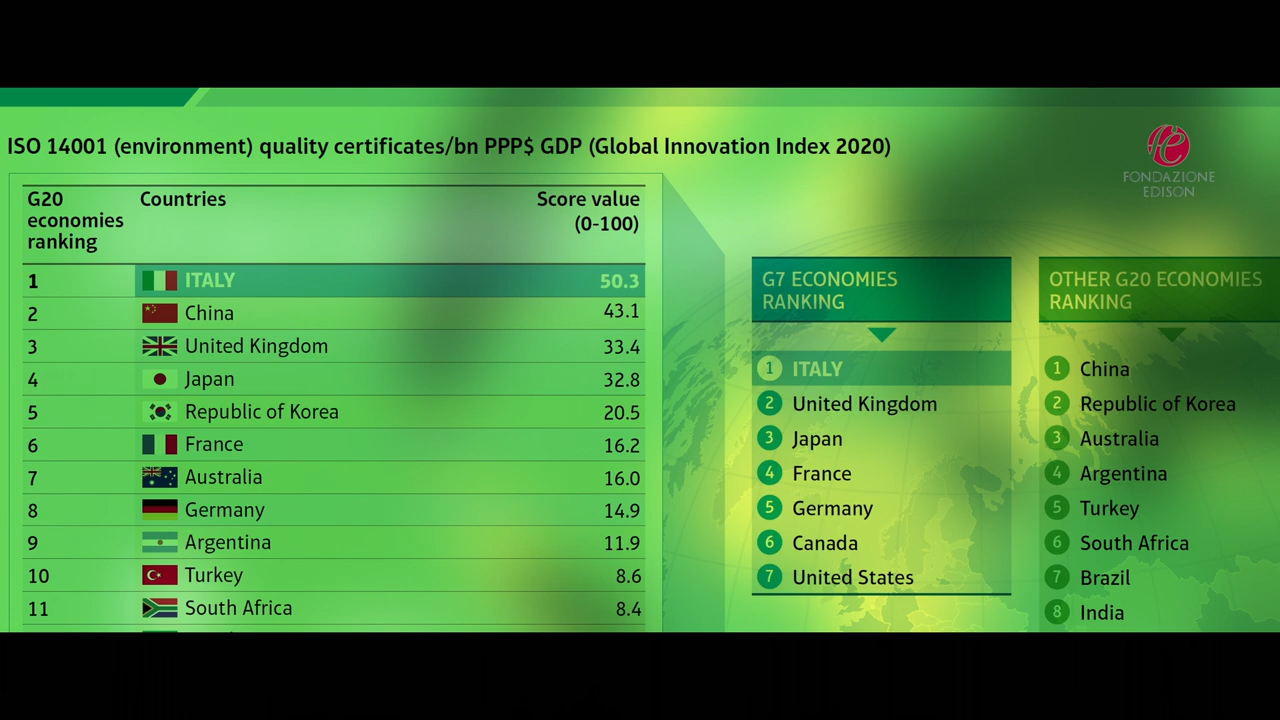 ISO 14001 (environment) quality certificates/bn PPP$ GDP (Global Innovation Index 2020)
FONDAZIONE
EDISON
G20
economies
ranking
Countries
Score value
(0-100)
1 ITALY 50.3
2 China 43.1
3 United Kingdom 33.4
4 Japan 32.8
5 Republic of Korea 20.5
6 France 16.2
7 Australia 16.0
8 Germany 14.9
9 Argentina 11.9
10 Turkey 8.6
11 South Africa 8.4
G7 ECONOMIES
RANKING
1 ITALY
2 United Kingdom
3 Japan
4 France
5 Germany
6 Canada
7 United States
OTHER G20 ECONOMIES
RANKING
1 China
2 Republic of Korea
3 Australia
4 Argentina
5 Turkey
6 South Africa
7 Brazil
8 India